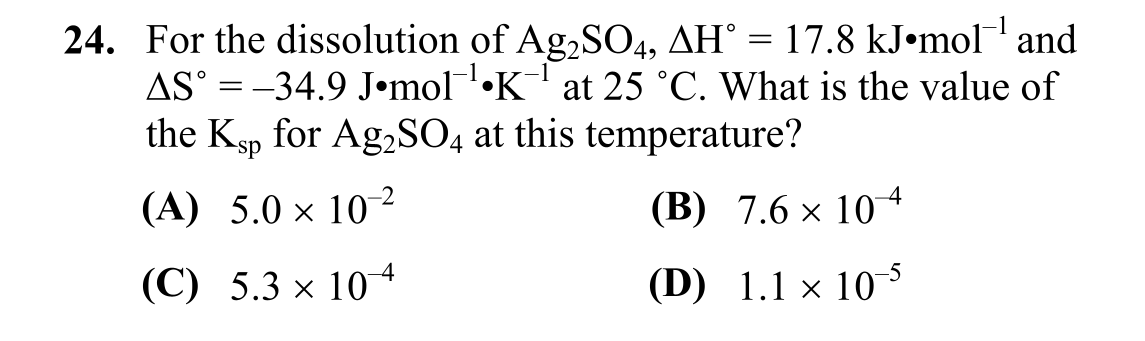 24. For the dissolution of Ag₂SO₄, ΔH° = 17.8 kJ•mol⁻¹ and
ΔS° = –34.9 J•mol⁻¹•K⁻¹ at 25 °C. What is the value of
the Kₛₚ for Ag₂SO₄ at this temperature?
(A) 5.0 × 10⁻² (B) 7.6 × 10⁻⁴
(C) 5.3 × 10⁻⁴ (D) 1.1 × 10⁻⁵